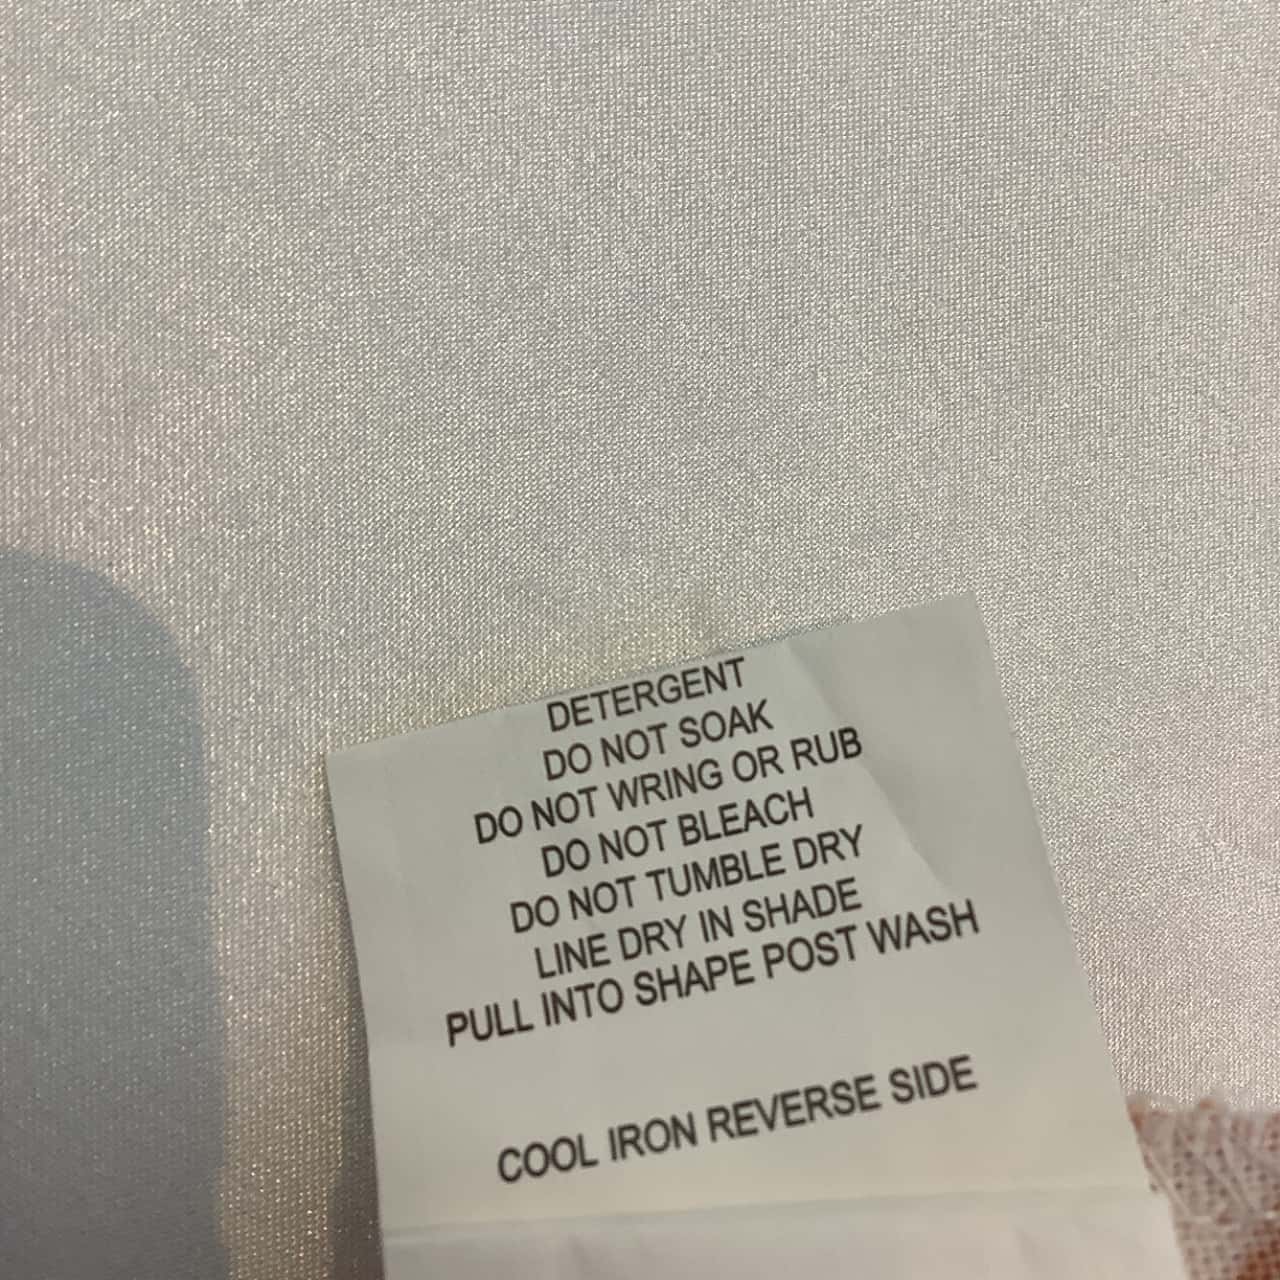 DETERGENT
DO NOT SOAK
DO NOT WRING OR RUB
DO NOT BLEACH
DO NOT TUMBLE DRY
LINE DRY IN SHADE
PULL INTO SHAPE POST WASH
COOL IRON REVERSE SIDE